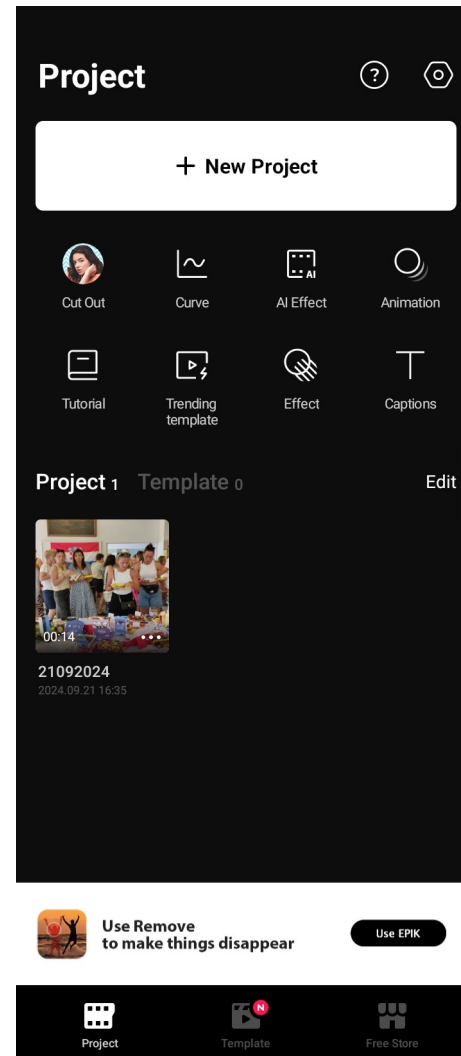 Project
?
+ New Project
Cut Out
Curve
AI
AI Effect
Animation
Tutorial
Trending
template
Effect
Captions
Project 1
Template 0
Edit
00:14
21092024
2024.09.21 16:35
Use Remove
to make things disappear
Use EPIK
N
Project
Template
Free Store